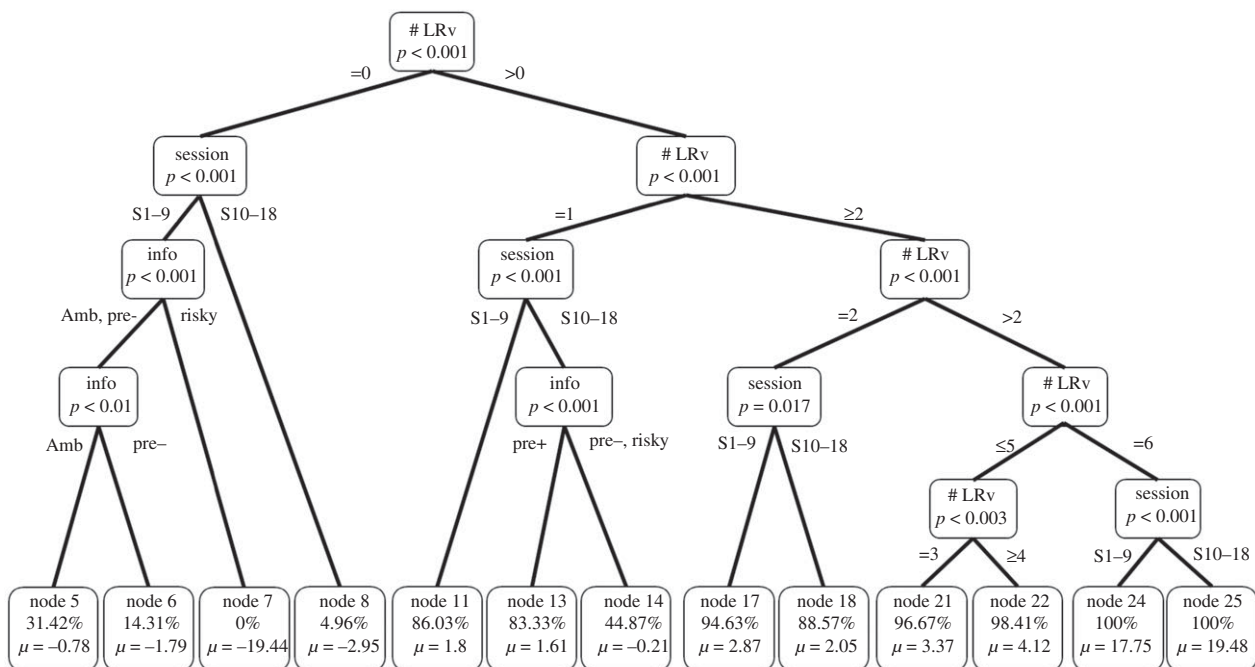 # LRv
p < 0.001
=0
>0
session
p < 0.001
# LRv
p < 0.001
S1–9
S10–18
=1
≥2
info
p < 0.001
session
p < 0.001
# LRv
p < 0.001
Amb, pre-
risky
S1–9
S10–18
=2
>2
info
p < 0.01
info
p < 0.001
session
p = 0.017
# LRv
p < 0.001
Amb
pre–
pre+
pre–, risky
S1–9
S10–18
≤5
=6
# LRv
p < 0.003
session
p < 0.001
=3
≥4
S1–9
S10–18
node 5
31.42%
μ = –0.78
node 6
14.31%
μ = –1.79
node 7
0%
μ = –19.44
node 8
4.96%
μ = –2.95
node 11
86.03%
μ = 1.8
node 13
83.33%
μ = 1.61
node 14
44.87%
μ = –0.21
node 17
94.63%
μ = 2.87
node 18
88.57%
μ = 2.05
node 21
96.67%
μ = 3.37
node 22
98.41%
μ = 4.12
node 24
100%
μ = 17.75
node 25
100%
μ = 19.48